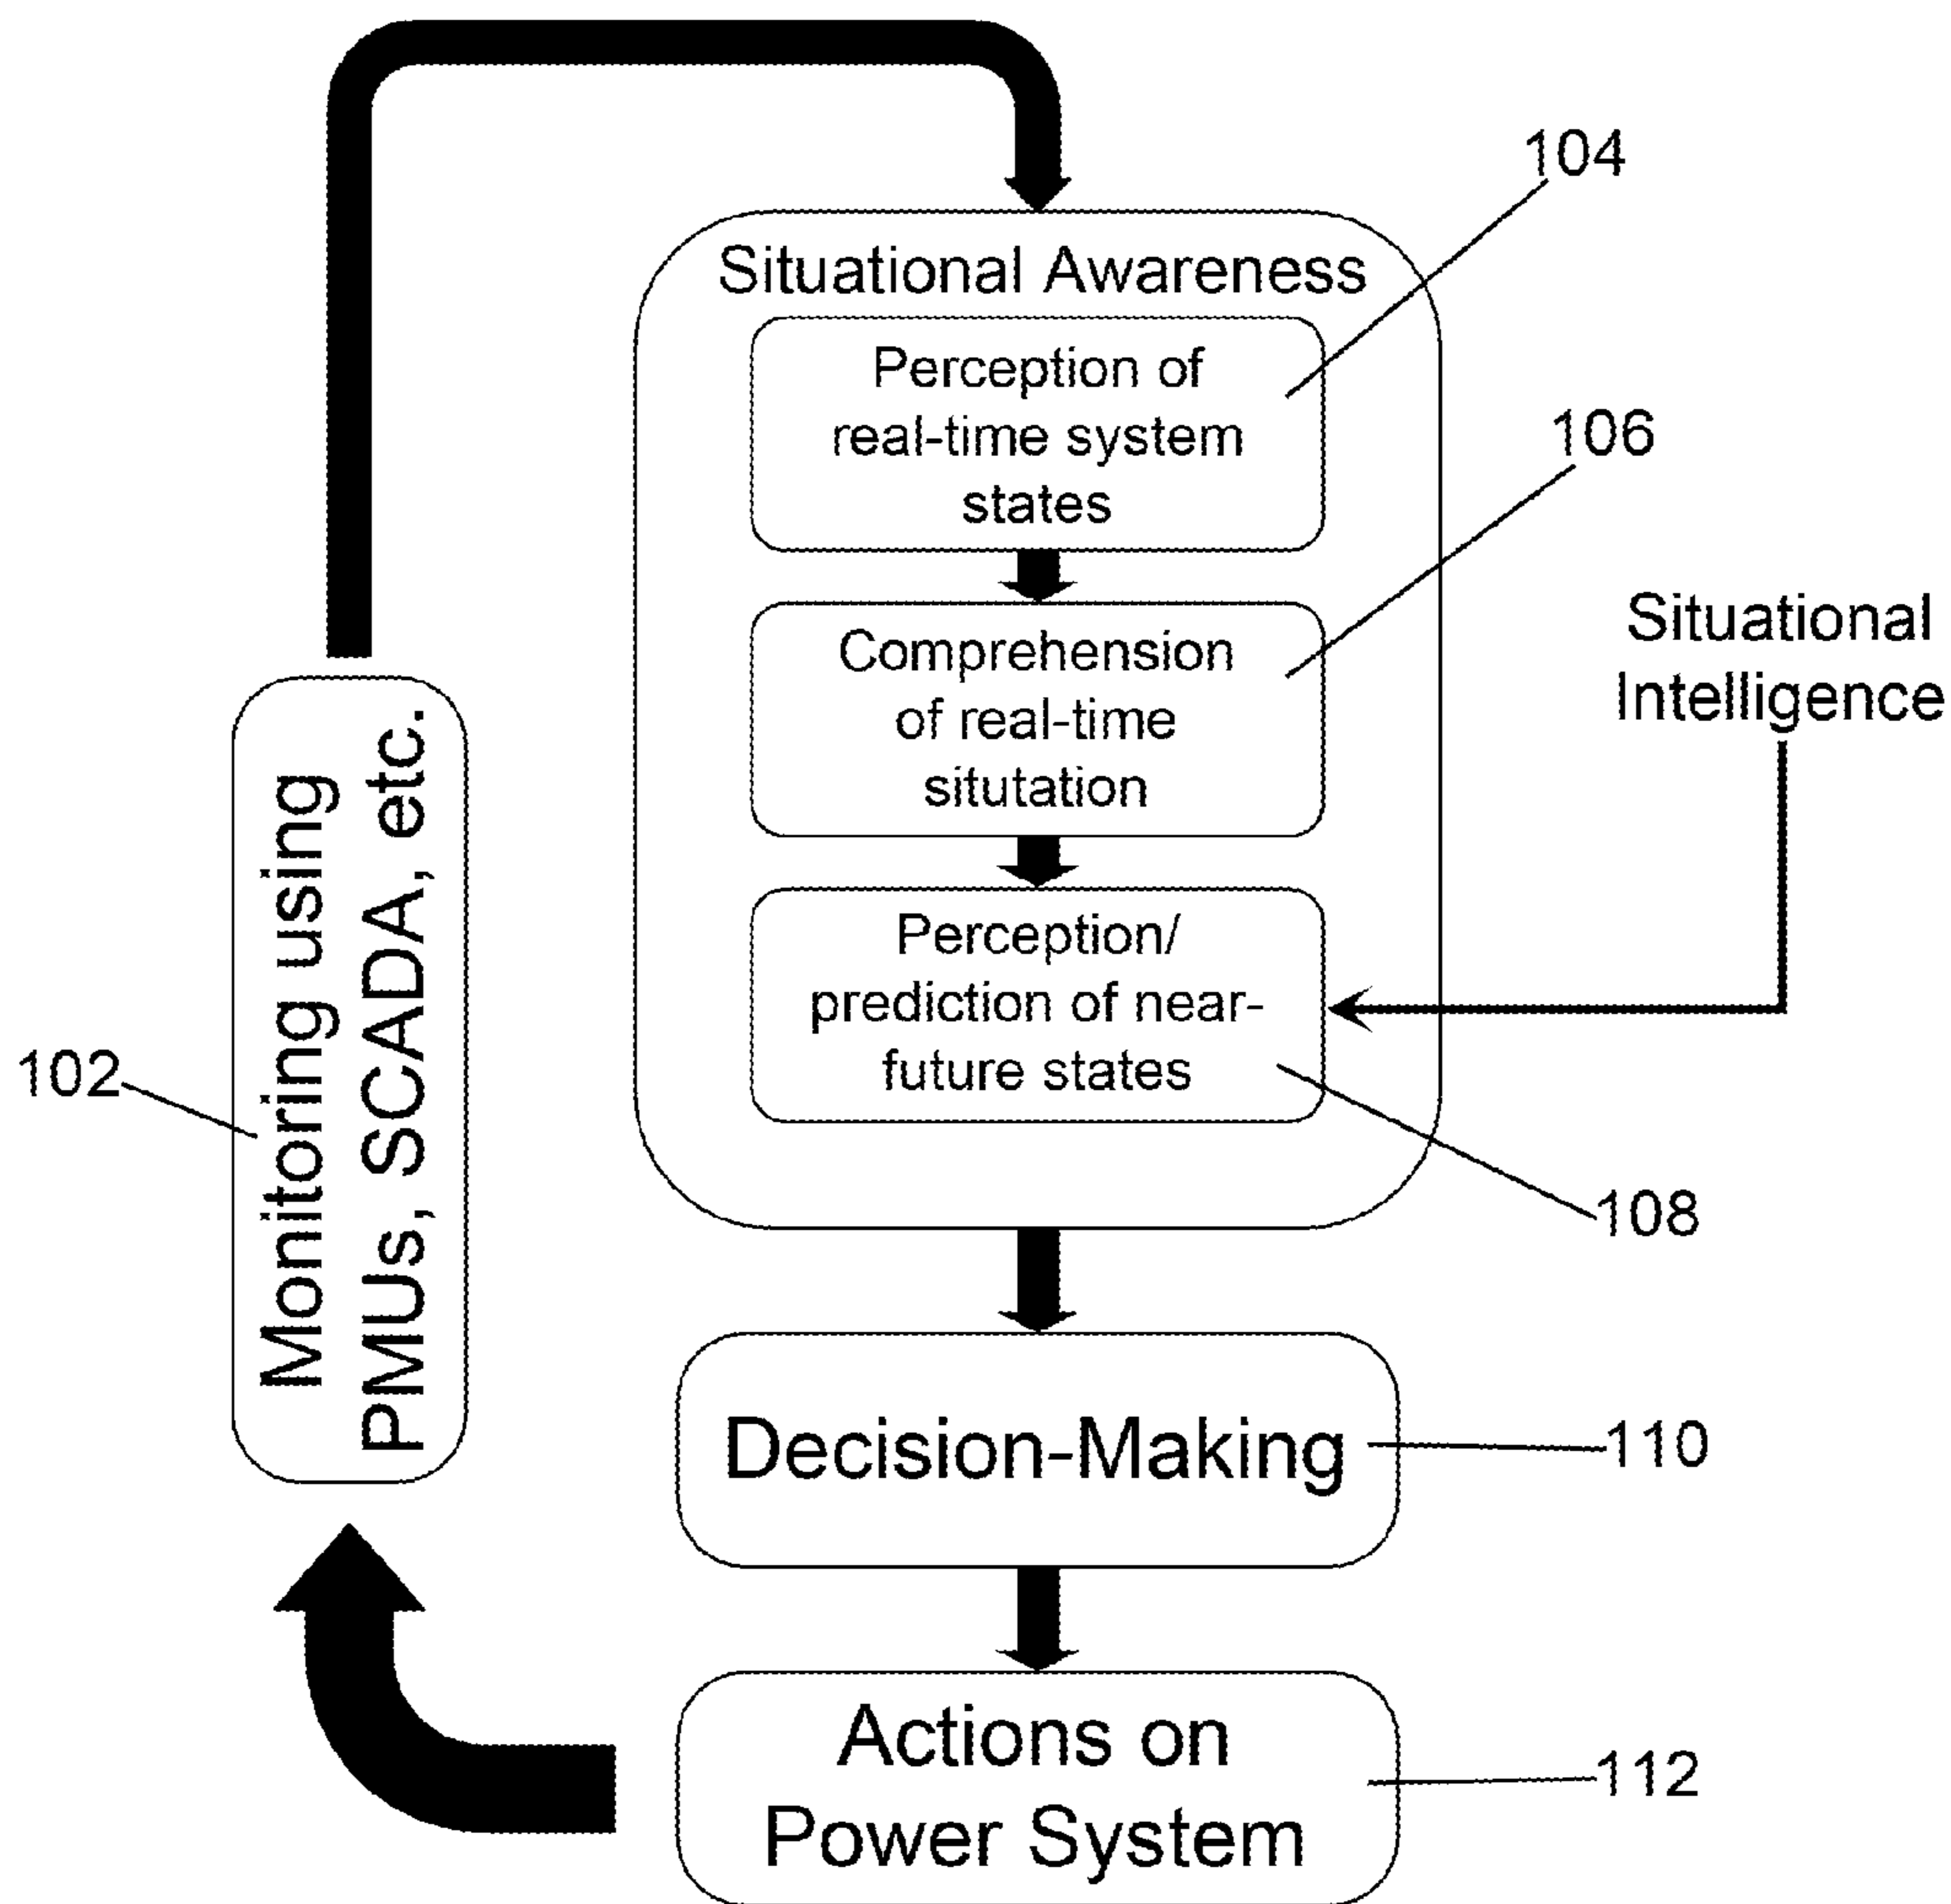 104
Situational Awareness
Perception of
real-time system
states
106
Comprehension
of real-time
situtation
Situational
Intelligence
Perception/
prediction of near-
future states
108
Monitoring using
PMUs, SCADA, etc.
102
Decision-Making
110
Actions on
Power System
112